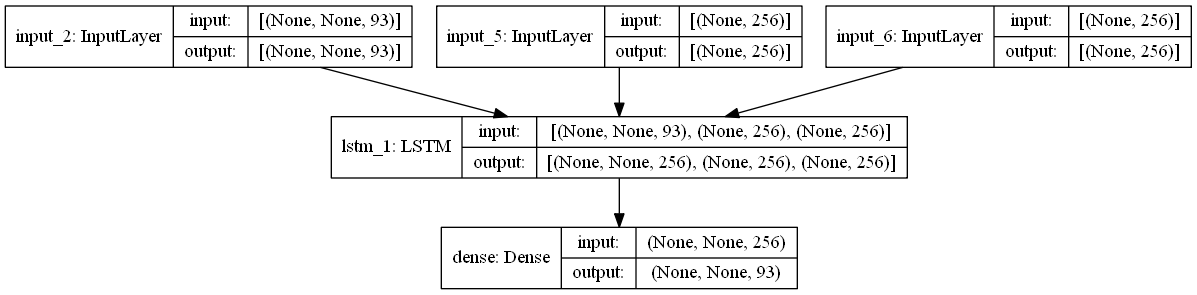 input_2: InputLayer
input: [(None, None, 93)]
output: [(None, None, 93)]
input_5: InputLayer
input: [(None, 256)]
output: [(None, 256)]
input_6: InputLayer
input: [(None, 256)]
output: [(None, 256)]
lstm_1: LSTM
input: [(None, None, 93), (None, 256), (None, 256)]
output: [(None, None, 256), (None, 256), (None, 256)]
dense: Dense
input: (None, None, 256)
output: (None, None, 93)